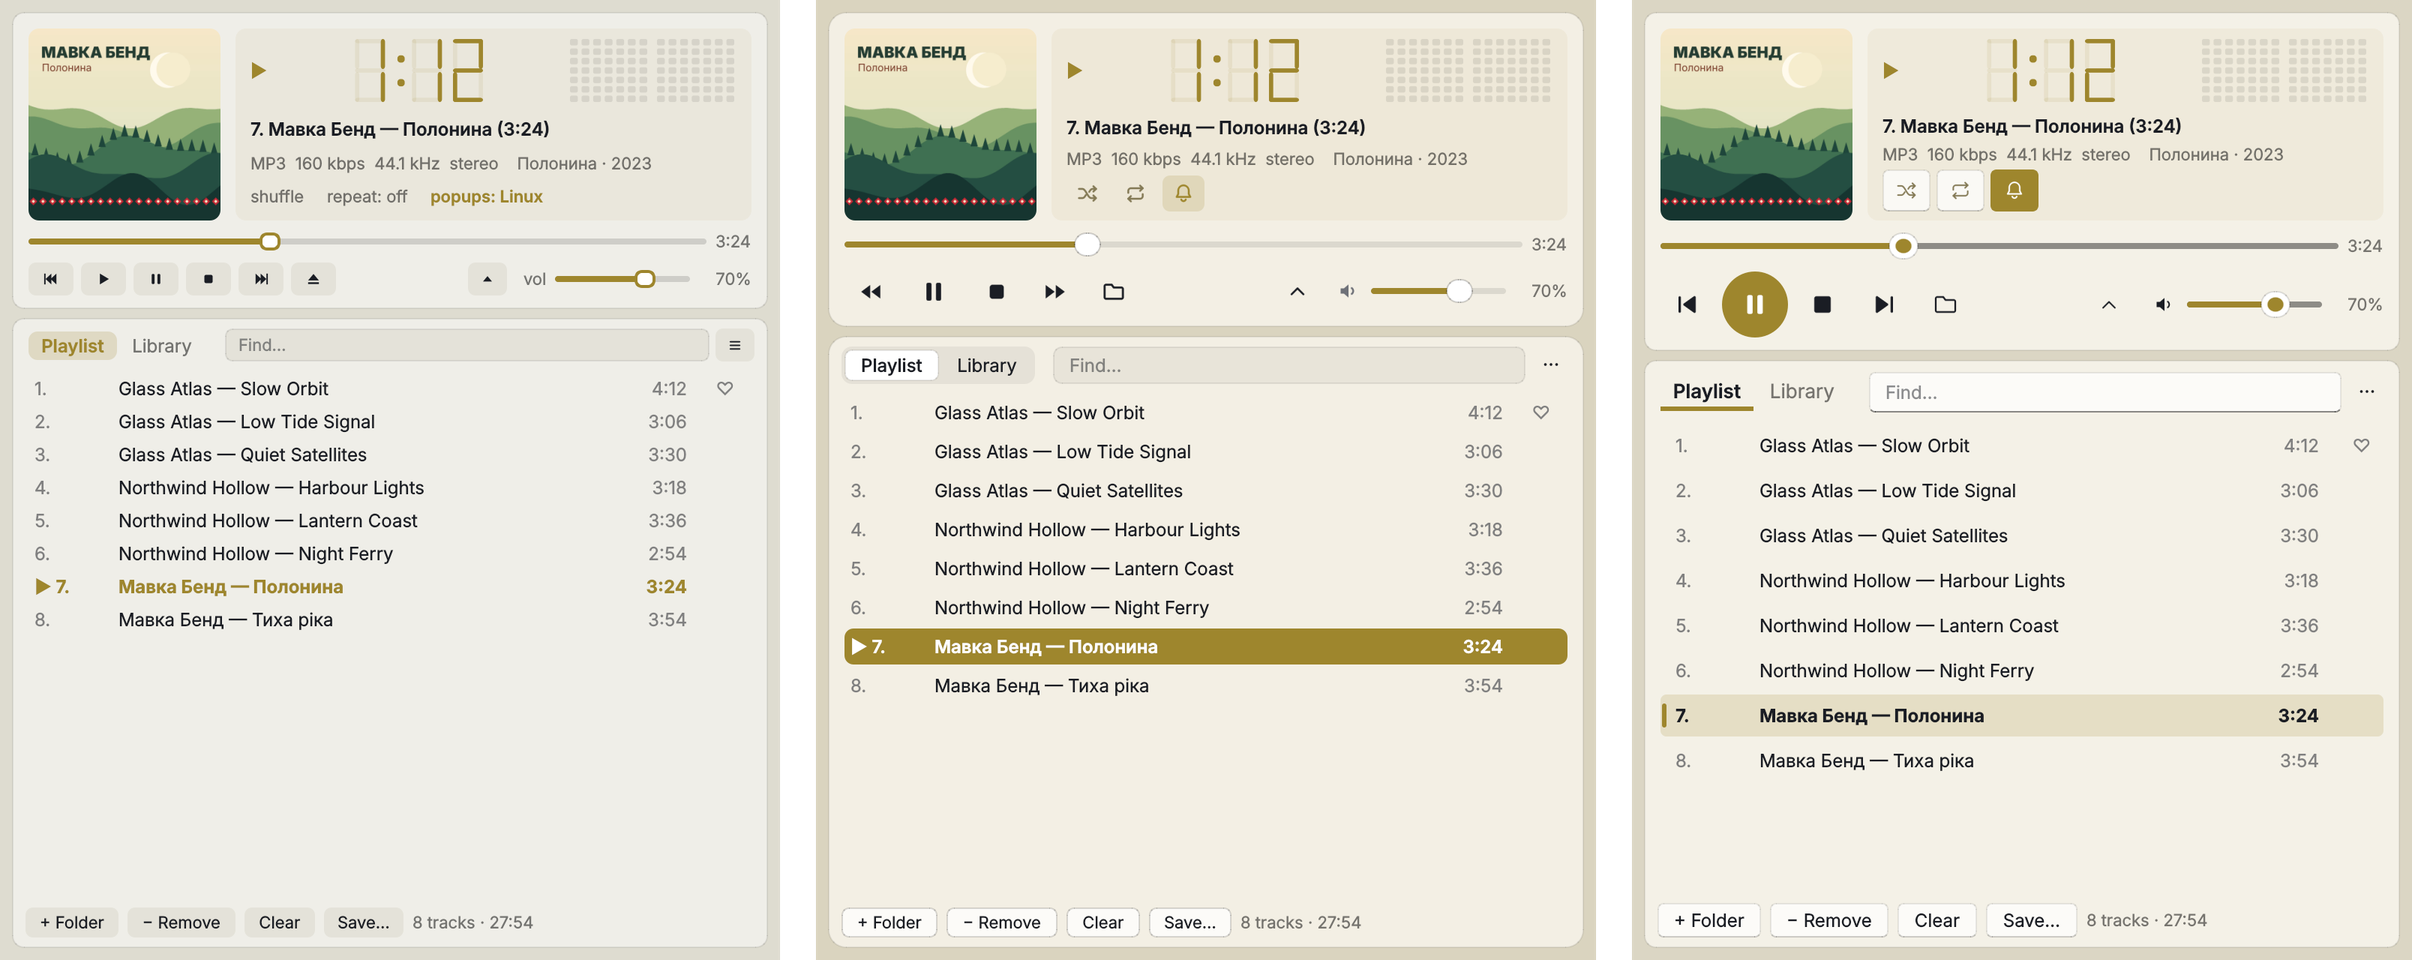 МАВКА БЕНД
Полонина
1:12
7. Мавка Бенд — Полонина (3:24)
MP3 160 kbps 44.1 kHz stereo Полонина · 2023
shuffle repeat: off popups: Linux
3:24
vol 70%
Playlist Library Find...
1. Glass Atlas — Slow Orbit 4:12
2. Glass Atlas — Low Tide Signal 3:06
3. Glass Atlas — Quiet Satellites 3:30
4. Northwind Hollow — Harbour Lights 3:18
5. Northwind Hollow — Lantern Coast 3:36
6. Northwind Hollow — Night Ferry 2:54
7. Мавка Бенд — Полонина 3:24
8. Мавка Бенд — Тиха ріка 3:54
+ Folder − Remove Clear Save... 8 tracks · 27:54
МАВКА БЕНД
Полонина
1:12
7. Мавка Бенд — Полонина (3:24)
MP3 160 kbps 44.1 kHz stereo Полонина · 2023
3:24
70%
Playlist Library Find...
1. Glass Atlas — Slow Orbit 4:12
2. Glass Atlas — Low Tide Signal 3:06
3. Glass Atlas — Quiet Satellites 3:30
4. Northwind Hollow — Harbour Lights 3:18
5. Northwind Hollow — Lantern Coast 3:36
6. Northwind Hollow — Night Ferry 2:54
7. Мавка Бенд — Полонина 3:24
8. Мавка Бенд — Тиха ріка 3:54
+ Folder − Remove Clear Save... 8 tracks · 27:54
МАВКА БЕНД
Полонина
1:12
7. Мавка Бенд — Полонина (3:24)
MP3 160 kbps 44.1 kHz stereo Полонина · 2023
3:24
70%
Playlist Library Find...
1. Glass Atlas — Slow Orbit 4:12
2. Glass Atlas — Low Tide Signal 3:06
3. Glass Atlas — Quiet Satellites 3:30
4. Northwind Hollow — Harbour Lights 3:18
5. Northwind Hollow — Lantern Coast 3:36
6. Northwind Hollow — Night Ferry 2:54
7. Мавка Бенд — Полонина 3:24
8. Мавка Бенд — Тиха ріка 3:54
+ Folder − Remove Clear Save... 8 tracks · 27:54